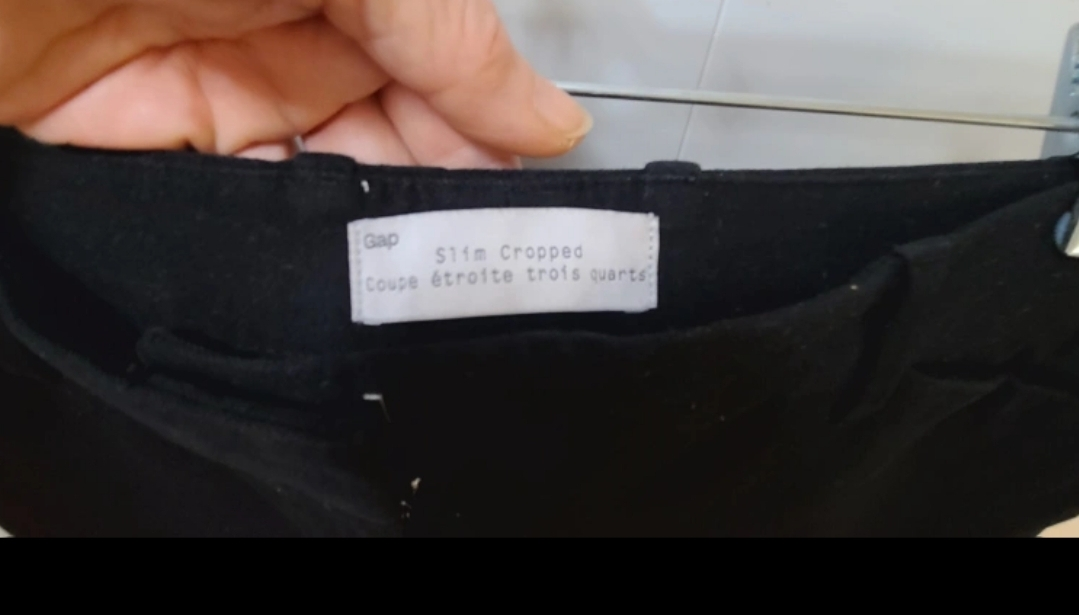 Gap
Slim Cropped
Coupe étroite trois quarts